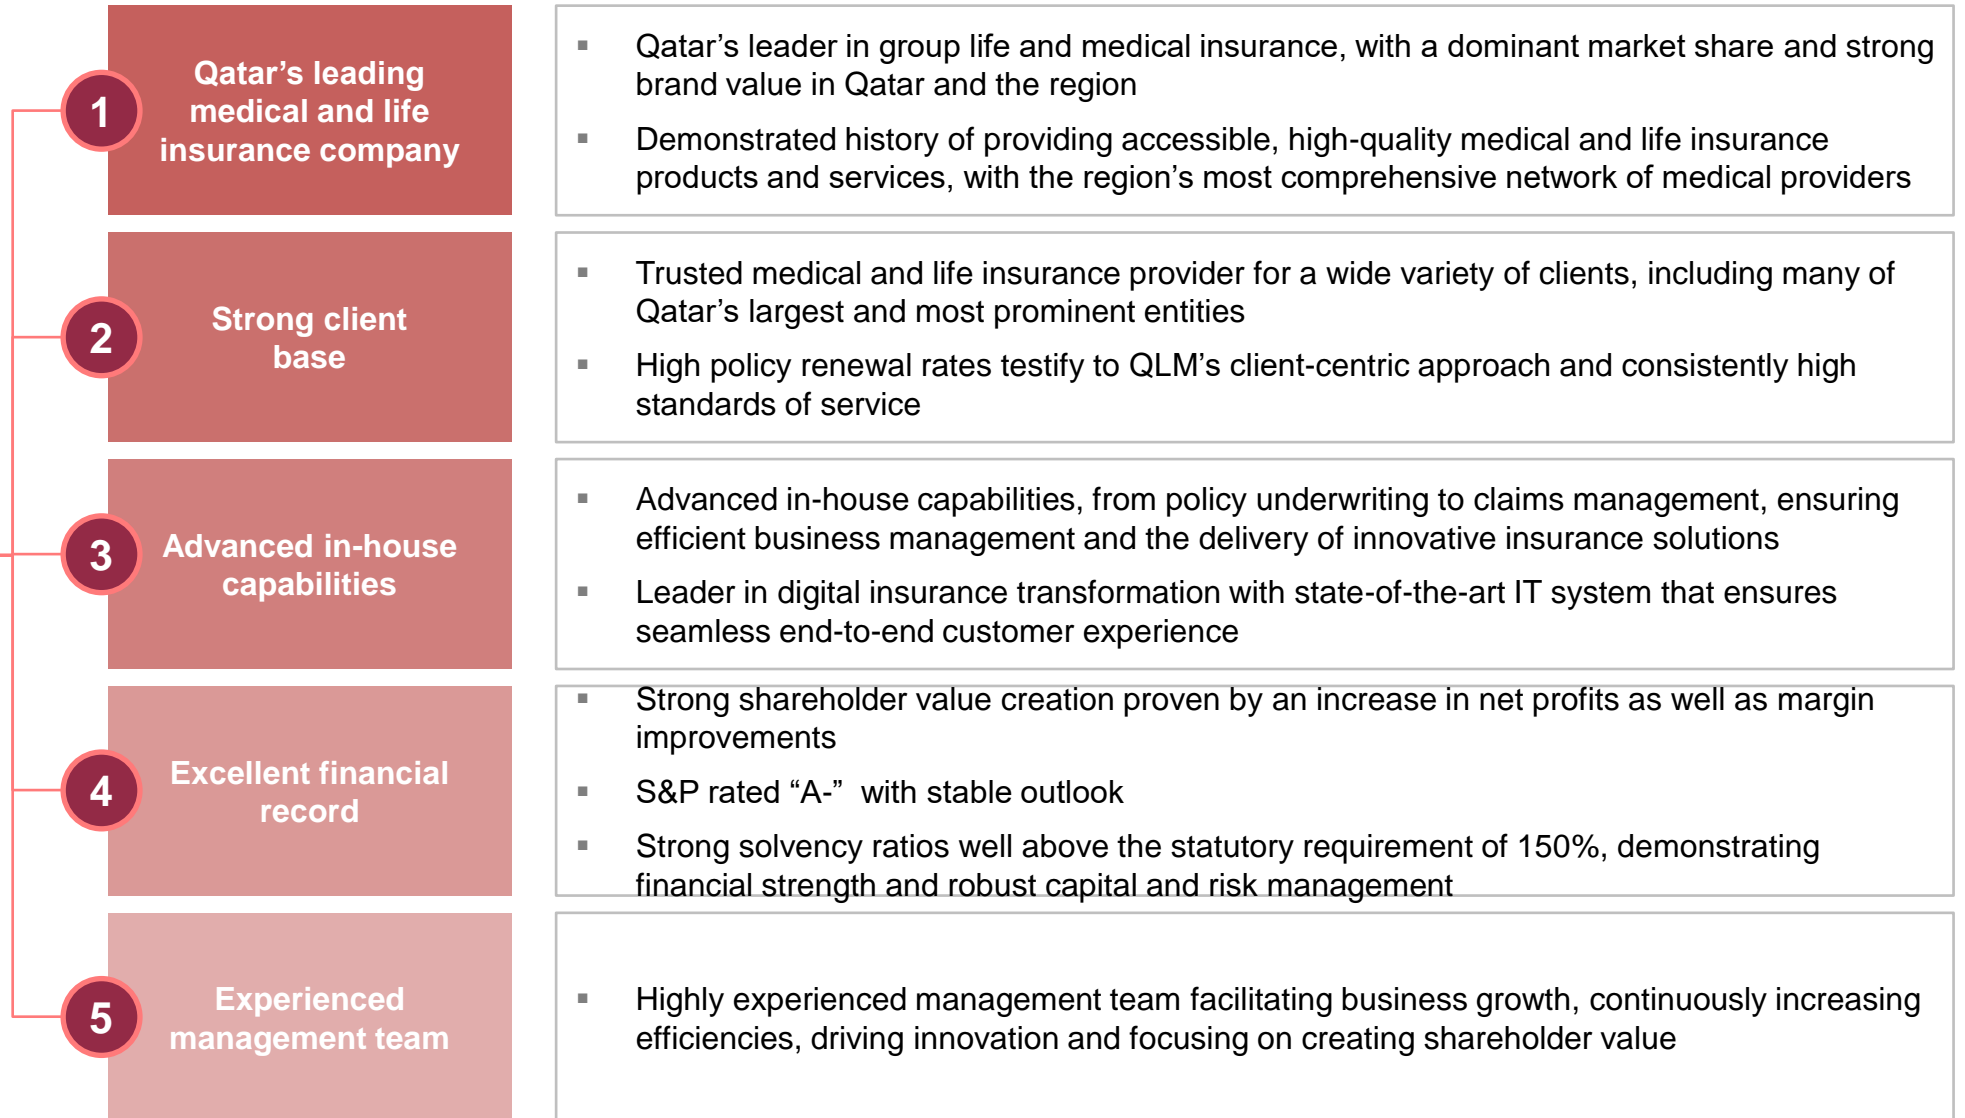 1
Qatar’s leading
medical and life
insurance company
▪ Qatar’s leader in group life and medical insurance, with a dominant market share and strong
brand value in Qatar and the region
▪ Demonstrated history of providing accessible, high-quality medical and life insurance
products and services, with the region’s most comprehensive network of medical providers
2
Strong client
base
▪ Trusted medical and life insurance provider for a wide variety of clients, including many of
Qatar’s largest and most prominent entities
▪ High policy renewal rates testify to QLM’s client-centric approach and consistently high
standards of service
3
Advanced in-house
capabilities
▪ Advanced in-house capabilities, from policy underwriting to claims management, ensuring
efficient business management and the delivery of innovative insurance solutions
▪ Leader in digital insurance transformation with state-of-the-art IT system that ensures
seamless end-to-end customer experience
4
Excellent financial
record
▪ Strong shareholder value creation proven by an increase in net profits as well as margin
improvements
▪ S&P rated “A-”  with stable outlook
▪ Strong solvency ratios well above the statutory requirement of 150%, demonstrating
financial strength and robust capital and risk management
5
Experienced
management team
▪ Highly experienced management team facilitating business growth, continuously increasing
efficiencies, driving innovation and focusing on creating shareholder value